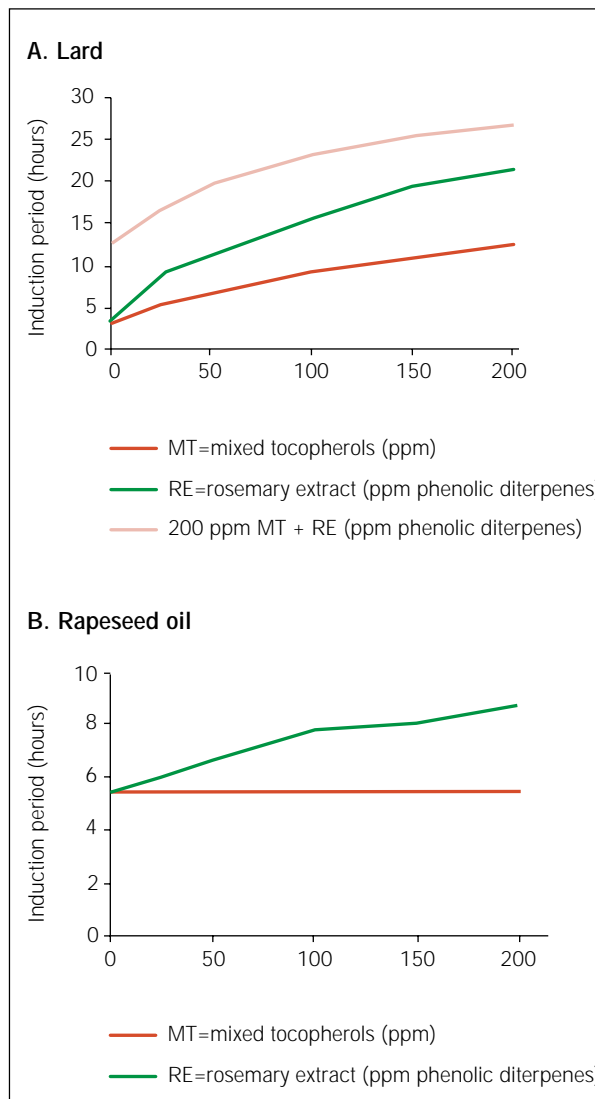 A. Lard
Induction period (hours)
30
25
20
15
10
5
0
0 50 100 150 200
MT=mixed tocopherols (ppm)
RE=rosemary extract (ppm phenolic diterpenes)
200 ppm MT + RE (ppm phenolic diterpenes)
B. Rapeseed oil
Induction period (hours)
10
8
6
4
2
0
0 50 100 150 200
MT=mixed tocopherols (ppm)
RE=rosemary extract (ppm phenolic diterpenes)